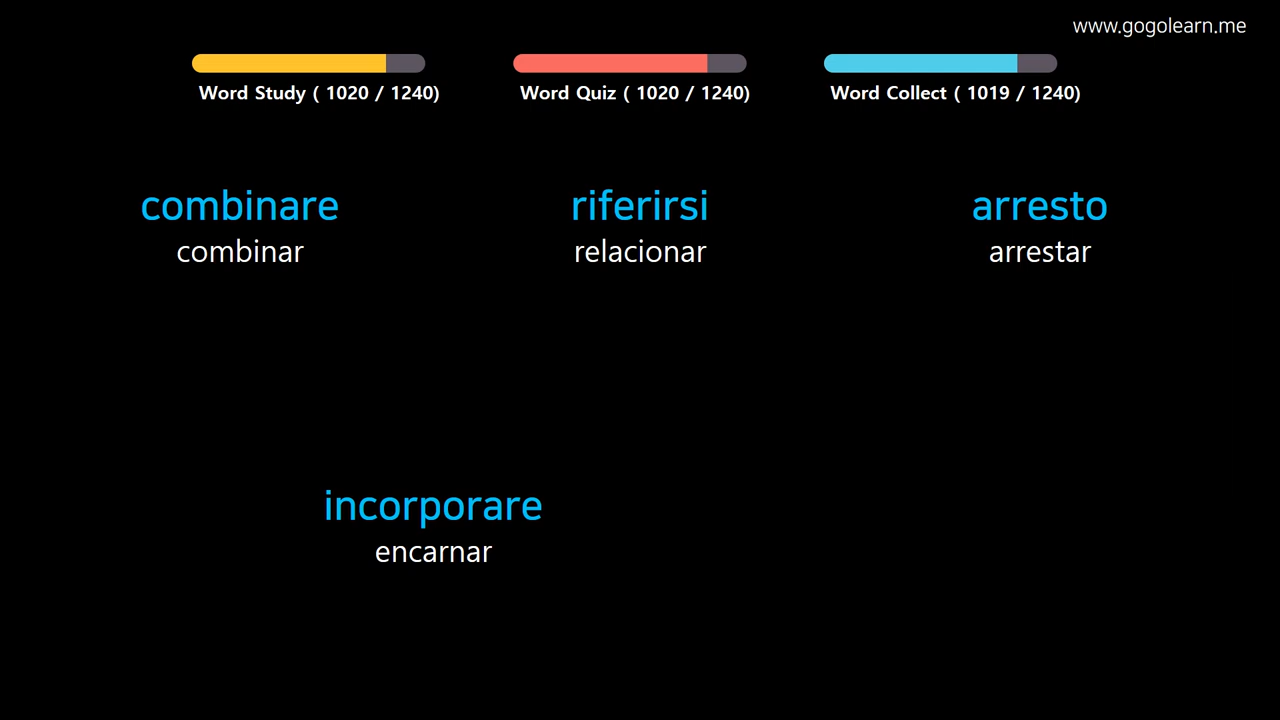 www.gogolearn.me
Word Study ( 1020 / 1240)
Word Quiz ( 1020 / 1240)
Word Collect ( 1019 / 1240)
combinare
combinar
riferirsi
relacionar
arresto
arrestar
incorporare
encarnar